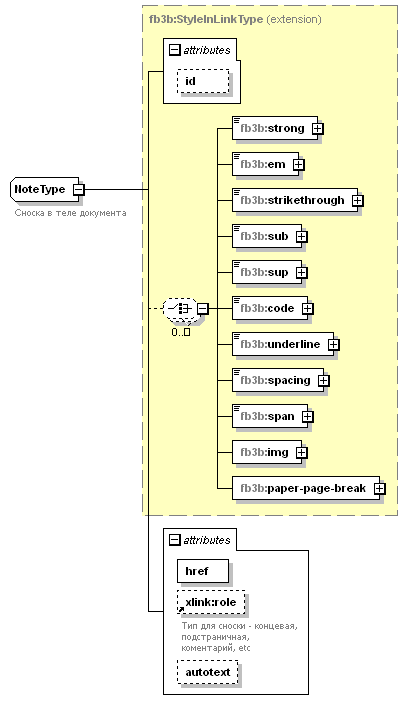 fb3b:StyleInLinkType (extension)
attributes
id
fb3b:strong
fb3b:em
NoteType
fb3b:strikethrough
Сноска в теле документа
fb3b:sub
fb3b:sup
fb3b:code
fb3b:underline
fb3b:spacing
fb3b:span
fb3b:img
fb3b:paper-page-break
attributes
href
xlink:role
Тип для сноски - концевая,
подстраничная,
коментарий, etc
autotext